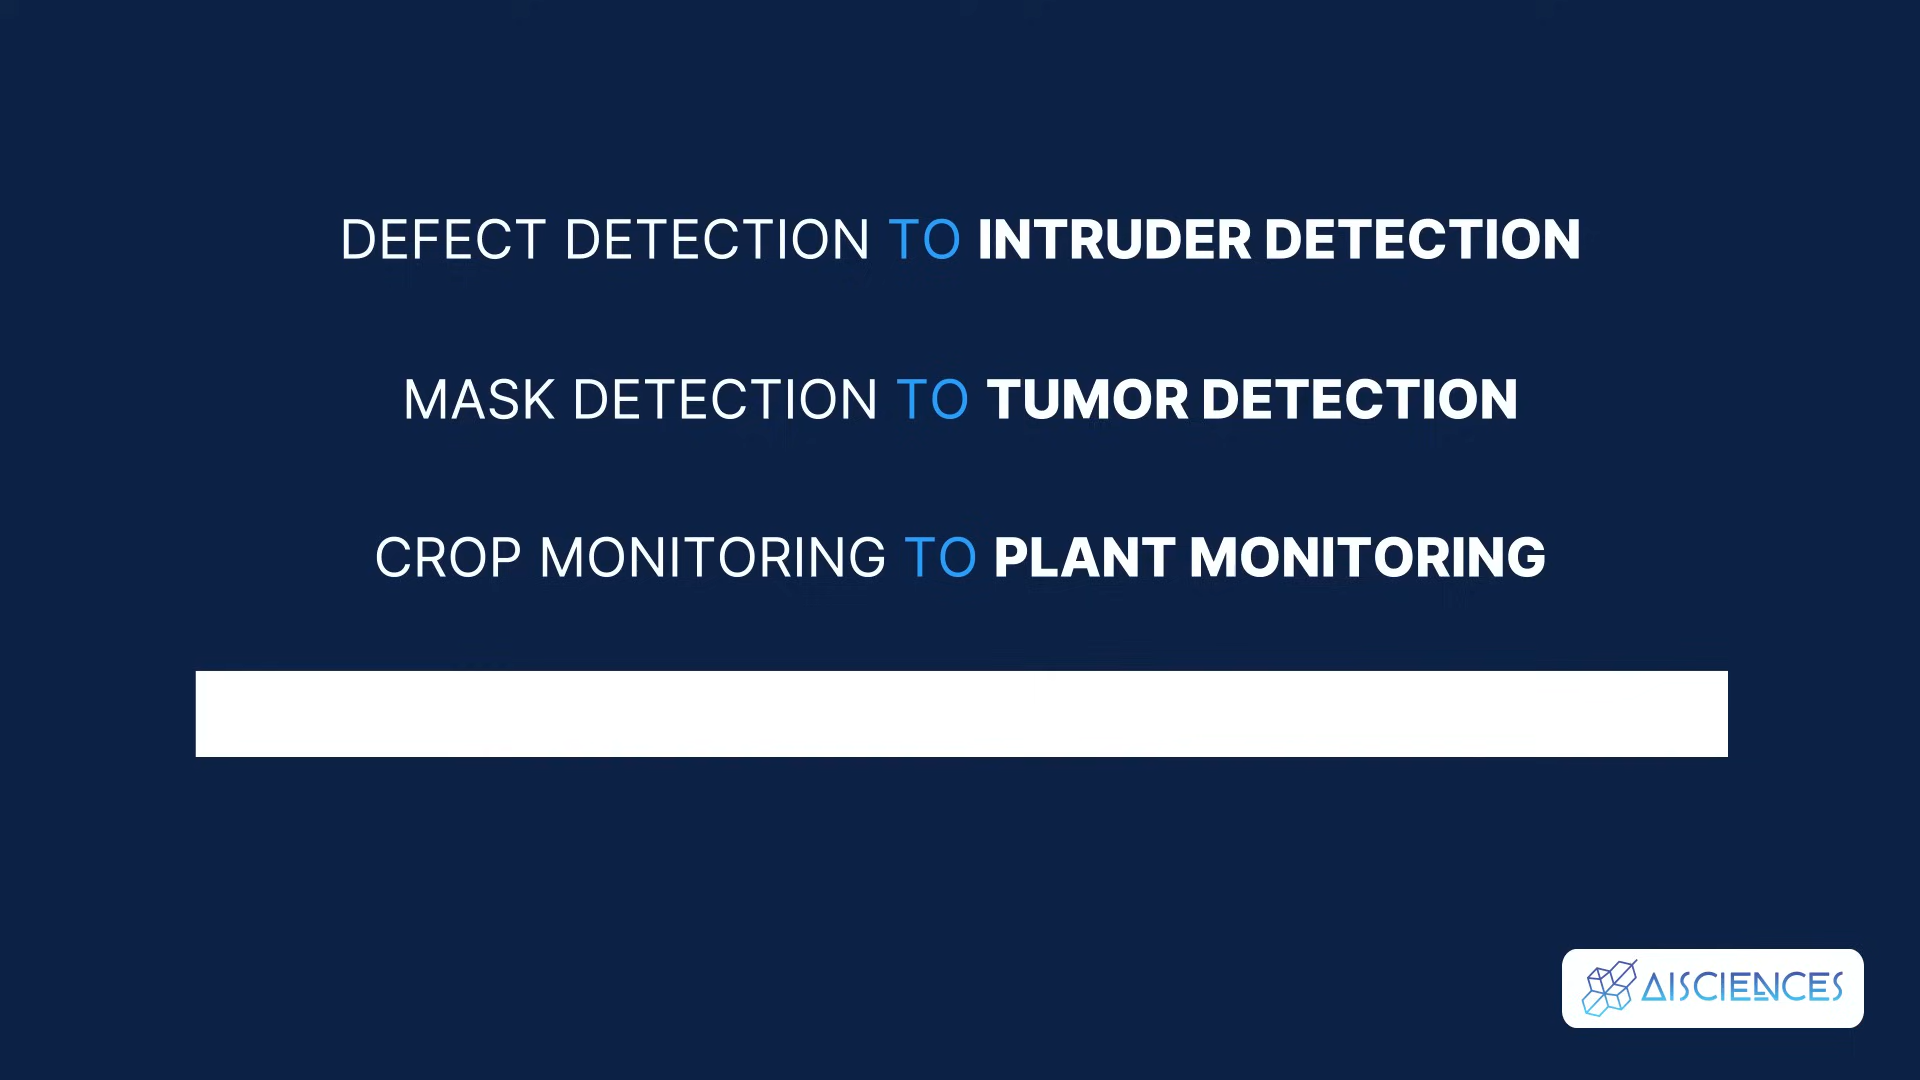 DEFECT DETECTION TO INTRUDER DETECTION
MASK DETECTION TO TUMOR DETECTION
CROP MONITORING TO PLANT MONITORING
AISCIENCES